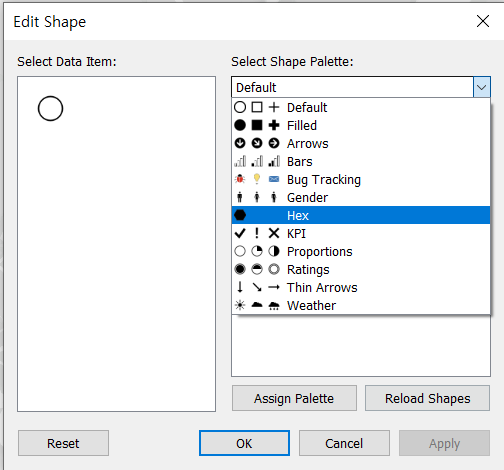 Edit Shape
Select Data Item:
Select Shape Palette:
Default
Default
Filled
Arrows
Bars
Bug Tracking
Gender
Hex
KPI
Proportions
Ratings
Thin Arrows
Weather
Assign Palette
Reload Shapes
Reset
OK
Cancel
Apply